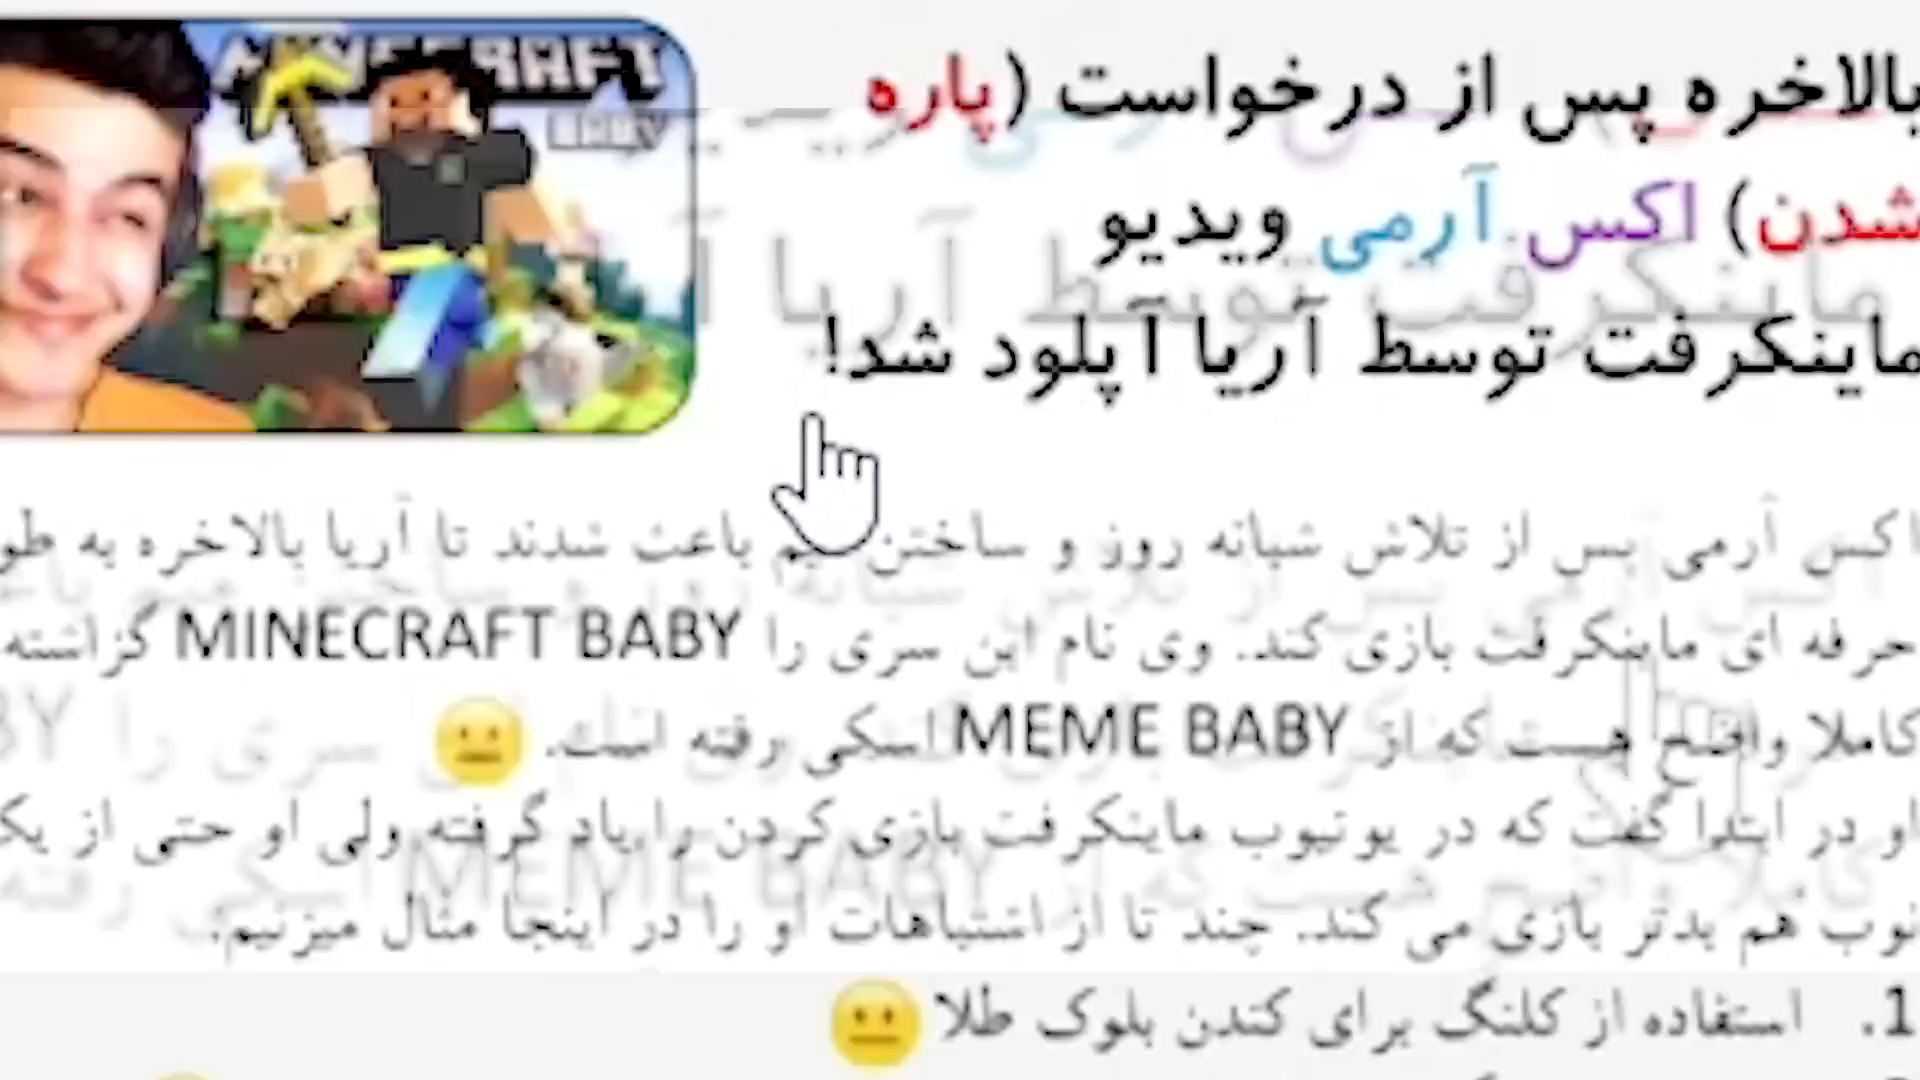 MINECRAFT
BABY
بالاخره پس از درخواست (پاره
شدن) اکس آرمی ویدیو
ماینکرفت توسط آریا آپلود شد!
اکس آرمی پس از تلاش شبانه روز و ساختن میم باعث شدند تا آریا بالاخره به طو
حرفه ای ماینکرفت بازی کند. وی نام این سری را MINECRAFT BABY گزاشته
کاملا واضح هست که از MEME BABY اسکی رفته است. 😐
او در ابتدا گفت که در یوتیوب ماینکرفت بازی کردن را یاد گرفته ولی او حتی از یک
نوب هم بدتر بازی می کند. چند تا از اشتباهات او را در اینجا مثال میزنیم.
1. استفاده از کلنگ برای کندن بلوک طلا 😐